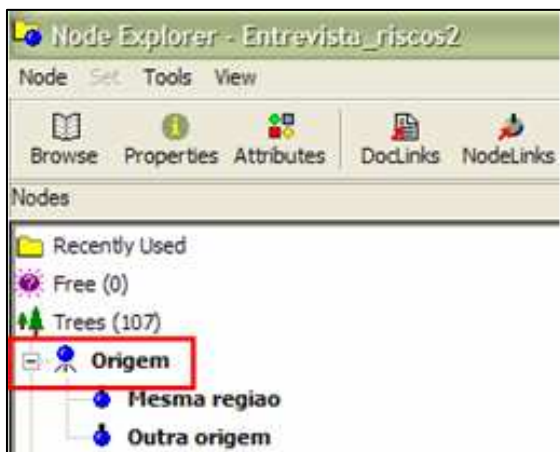 Node Explorer - Entrevista_riscos2
Node Set Tools View
Browse Properties Attributes DocLinks NodeLinks
Nodes
Recently Used
Free (0)
Trees (107)
Origem
Mesma regiao
Outra origem